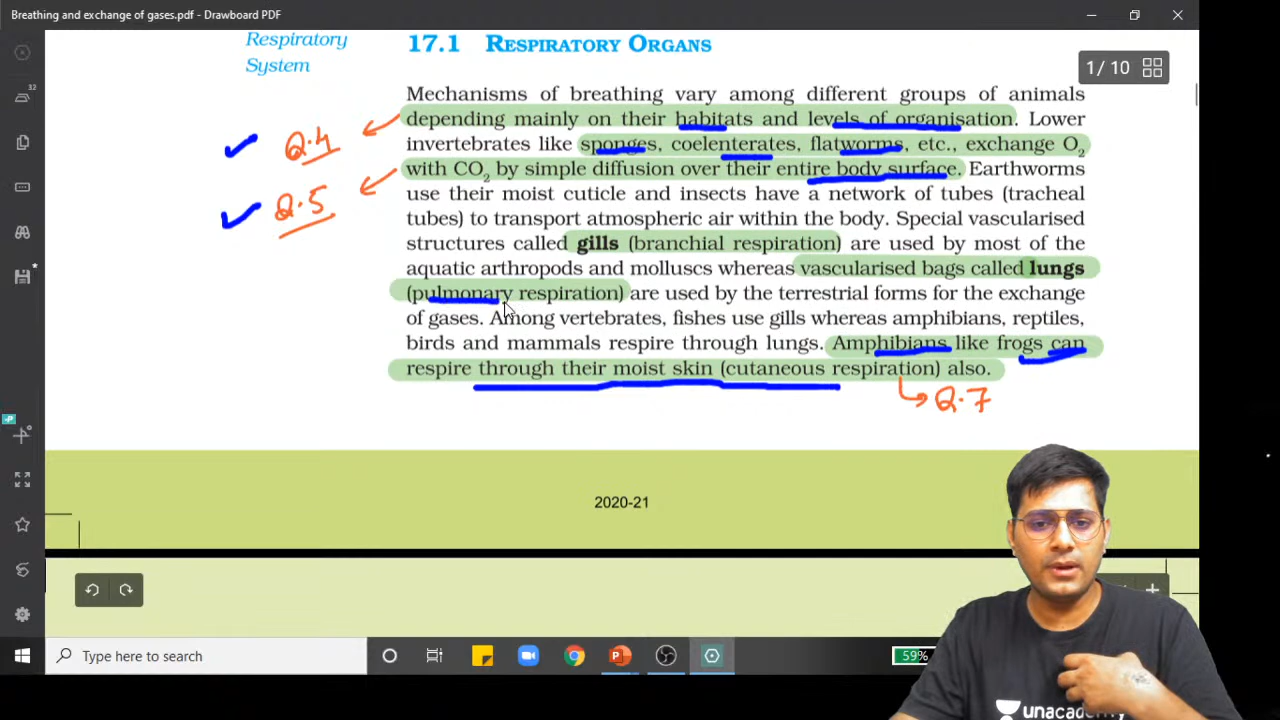 Breathing and exchange of gases.pdf - Drawboard PDF
Respiratory
System
17.1 RESPIRATORY ORGANS
1 / 10
32
Mechanisms of breathing vary among different groups of animals
depending mainly on their habitats and levels of organisation. Lower
invertebrates like sponges, coelenterates, flatworms, etc., exchange O₂
with CO₂ by simple diffusion over their entire body surface. Earthworms
use their moist cuticle and insects have a network of tubes (tracheal
tubes) to transport atmospheric air within the body. Special vascularised
structures called gills (branchial respiration) are used by most of the
aquatic arthropods and molluscs whereas vascularised bags called lungs
(pulmonary respiration) are used by the terrestrial forms for the exchange
of gases. Among vertebrates, fishes use gills whereas amphibians, reptiles,
birds and mammals respire through lungs. Amphibians like frogs can
respire through their moist skin (cutaneous respiration) also.
Q.4
Q.5
Q.7
2020-21
Type here to search
59%
unacademy